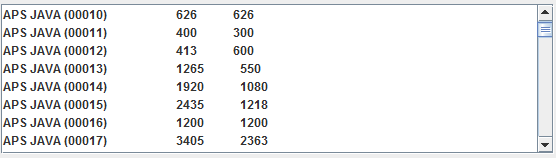 APS JAVA (00010) 626 626
APS JAVA (00011) 400 300
APS JAVA (00012) 413 600
APS JAVA (00013) 1265 550
APS JAVA (00014) 1920 1080
APS JAVA (00015) 2435 1218
APS JAVA (00016) 1200 1200
APS JAVA (00017) 3405 2363